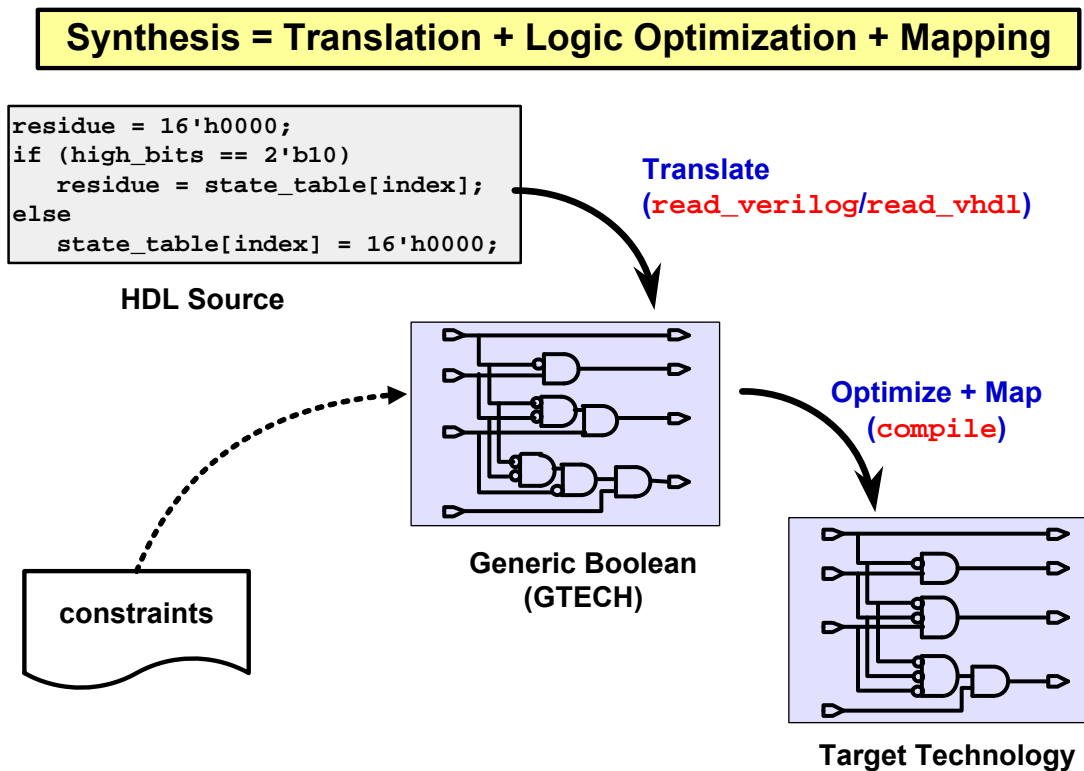 Synthesis = Translation + Logic Optimization + Mapping
residue = 16'h0000;
if (high_bits == 2'b10)
   residue = state_table[index];
else
   state_table[index] = 16'h0000;
HDL Source
Translate
(read_verilog/read_vhdl)
Generic Boolean
(GTECH)
Optimize + Map
(compile)
constraints
Target Technology